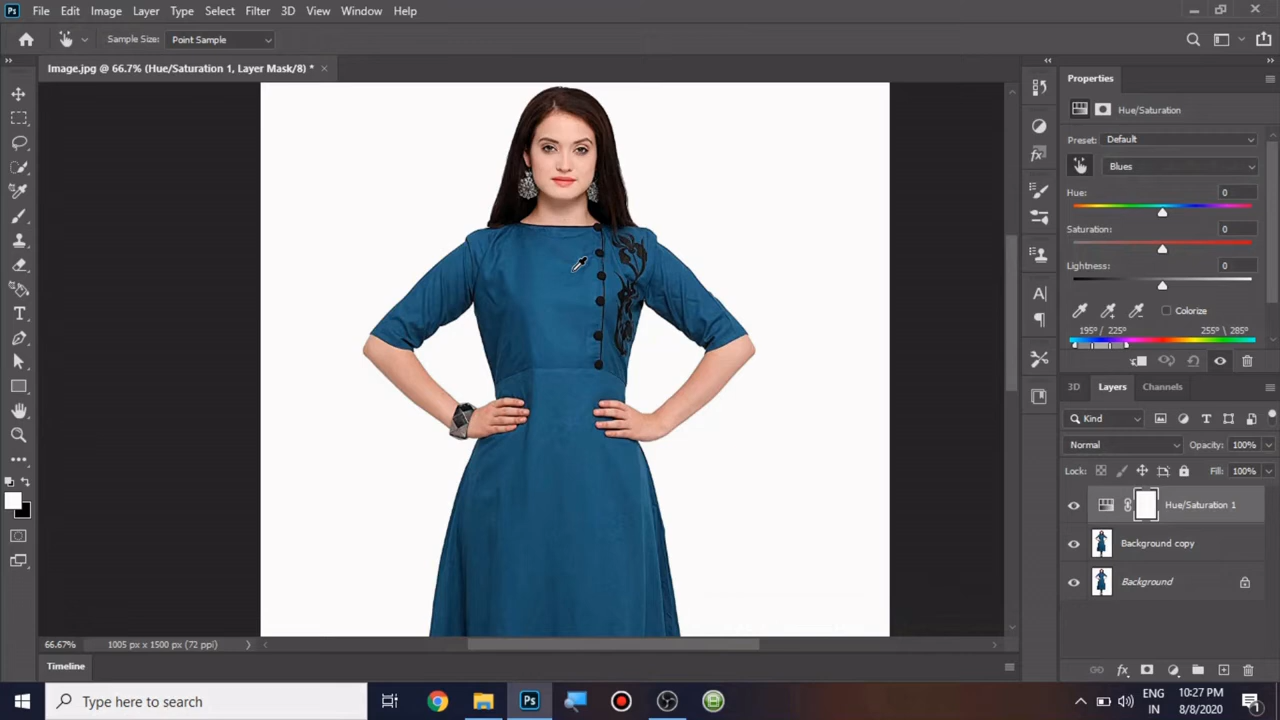 Ps File Edit Image Layer Type Select Filter 3D View Window Help
Sample Size: Point Sample
Image.jpg @ 66.7% (Hue/Saturation 1, Layer Mask/8) * ×
Properties
Hue/Saturation
Preset: Default
Blues
Hue: 0
Saturation: 0
Lightness: 0
Colorize
195° / 225° 255° \ 285°
3D Layers Channels
Kind
Normal Opacity: 100%
Lock: Fill: 100%
Hue/Saturation 1
Background copy
Background
66.67% 1005 px x 1500 px (72 ppi)
Timeline
Type here to search
ENG 10:27 PM
IN 8/8/2020